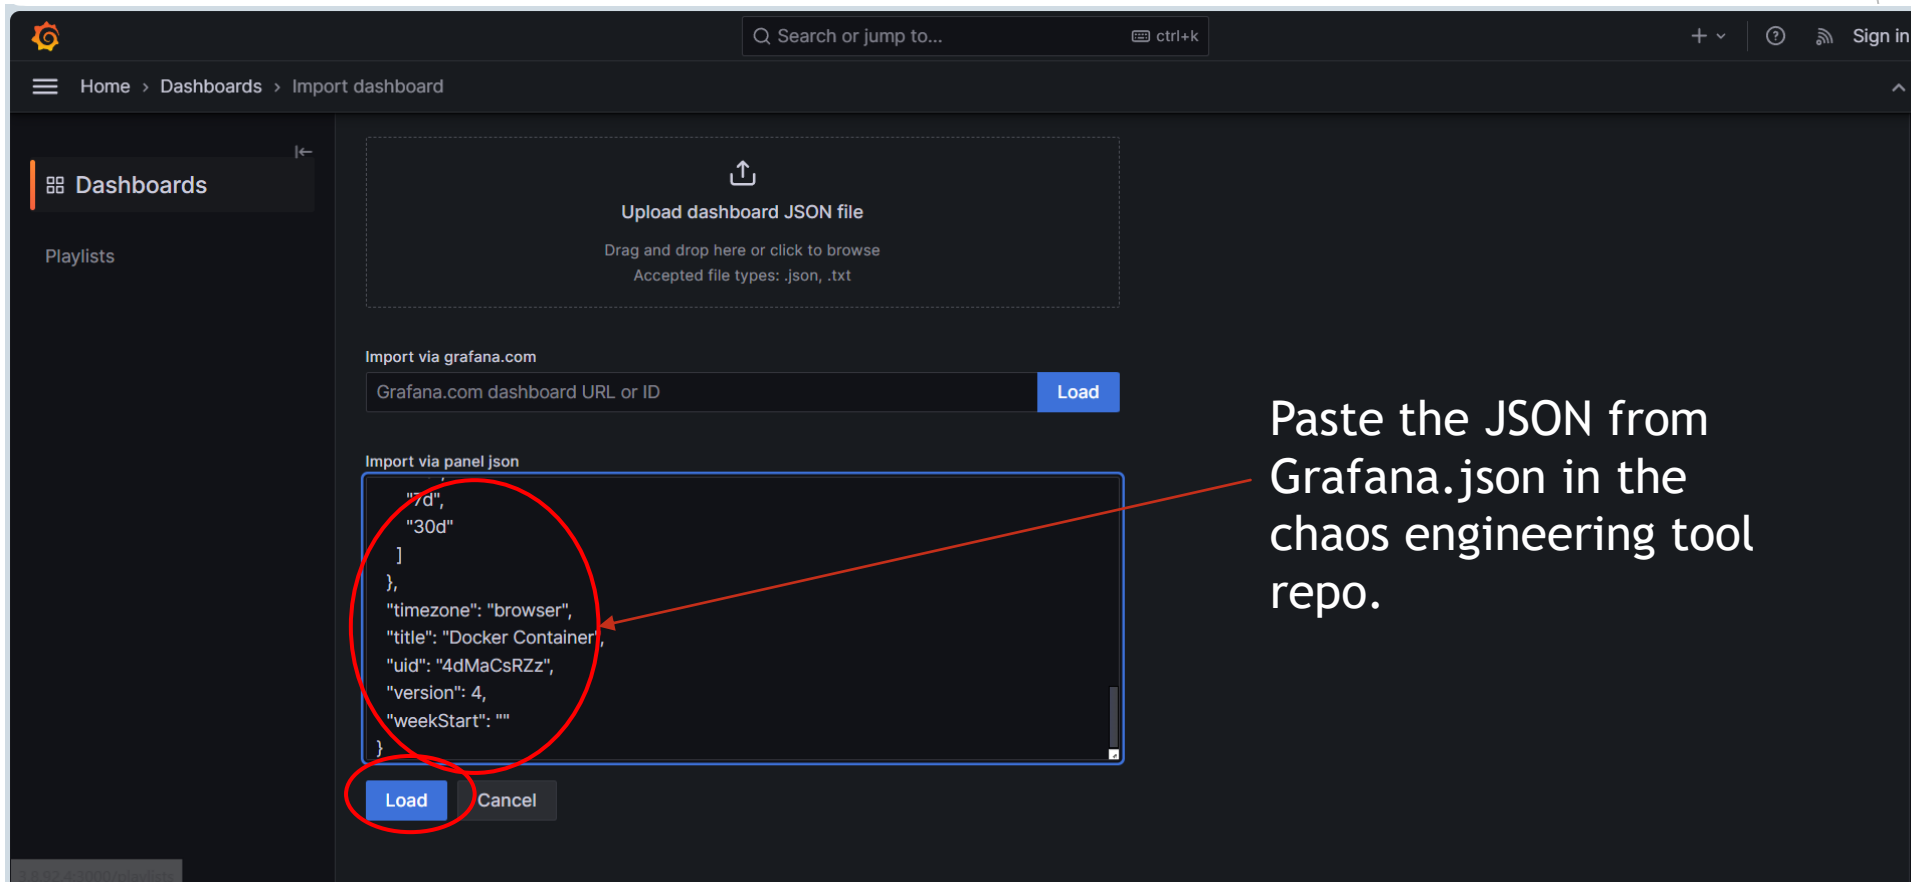 Search or jump to...
ctrl+k
Sign in
Home › Dashboards › Import dashboard
Dashboards
Playlists
Upload dashboard JSON file
Drag and drop here or click to browse
Accepted file types: .json, .txt
Import via grafana.com
Grafana.com dashboard URL or ID
Load
Import via panel json
"7d",
"30d"
]
},
"timezone": "browser",
"title": "Docker Container",
"uid": "4dMaCsRZz",
"version": 4,
"weekStart": ""
}
Load
Cancel
Paste the JSON from
Grafana.json in the
chaos engineering tool
repo.